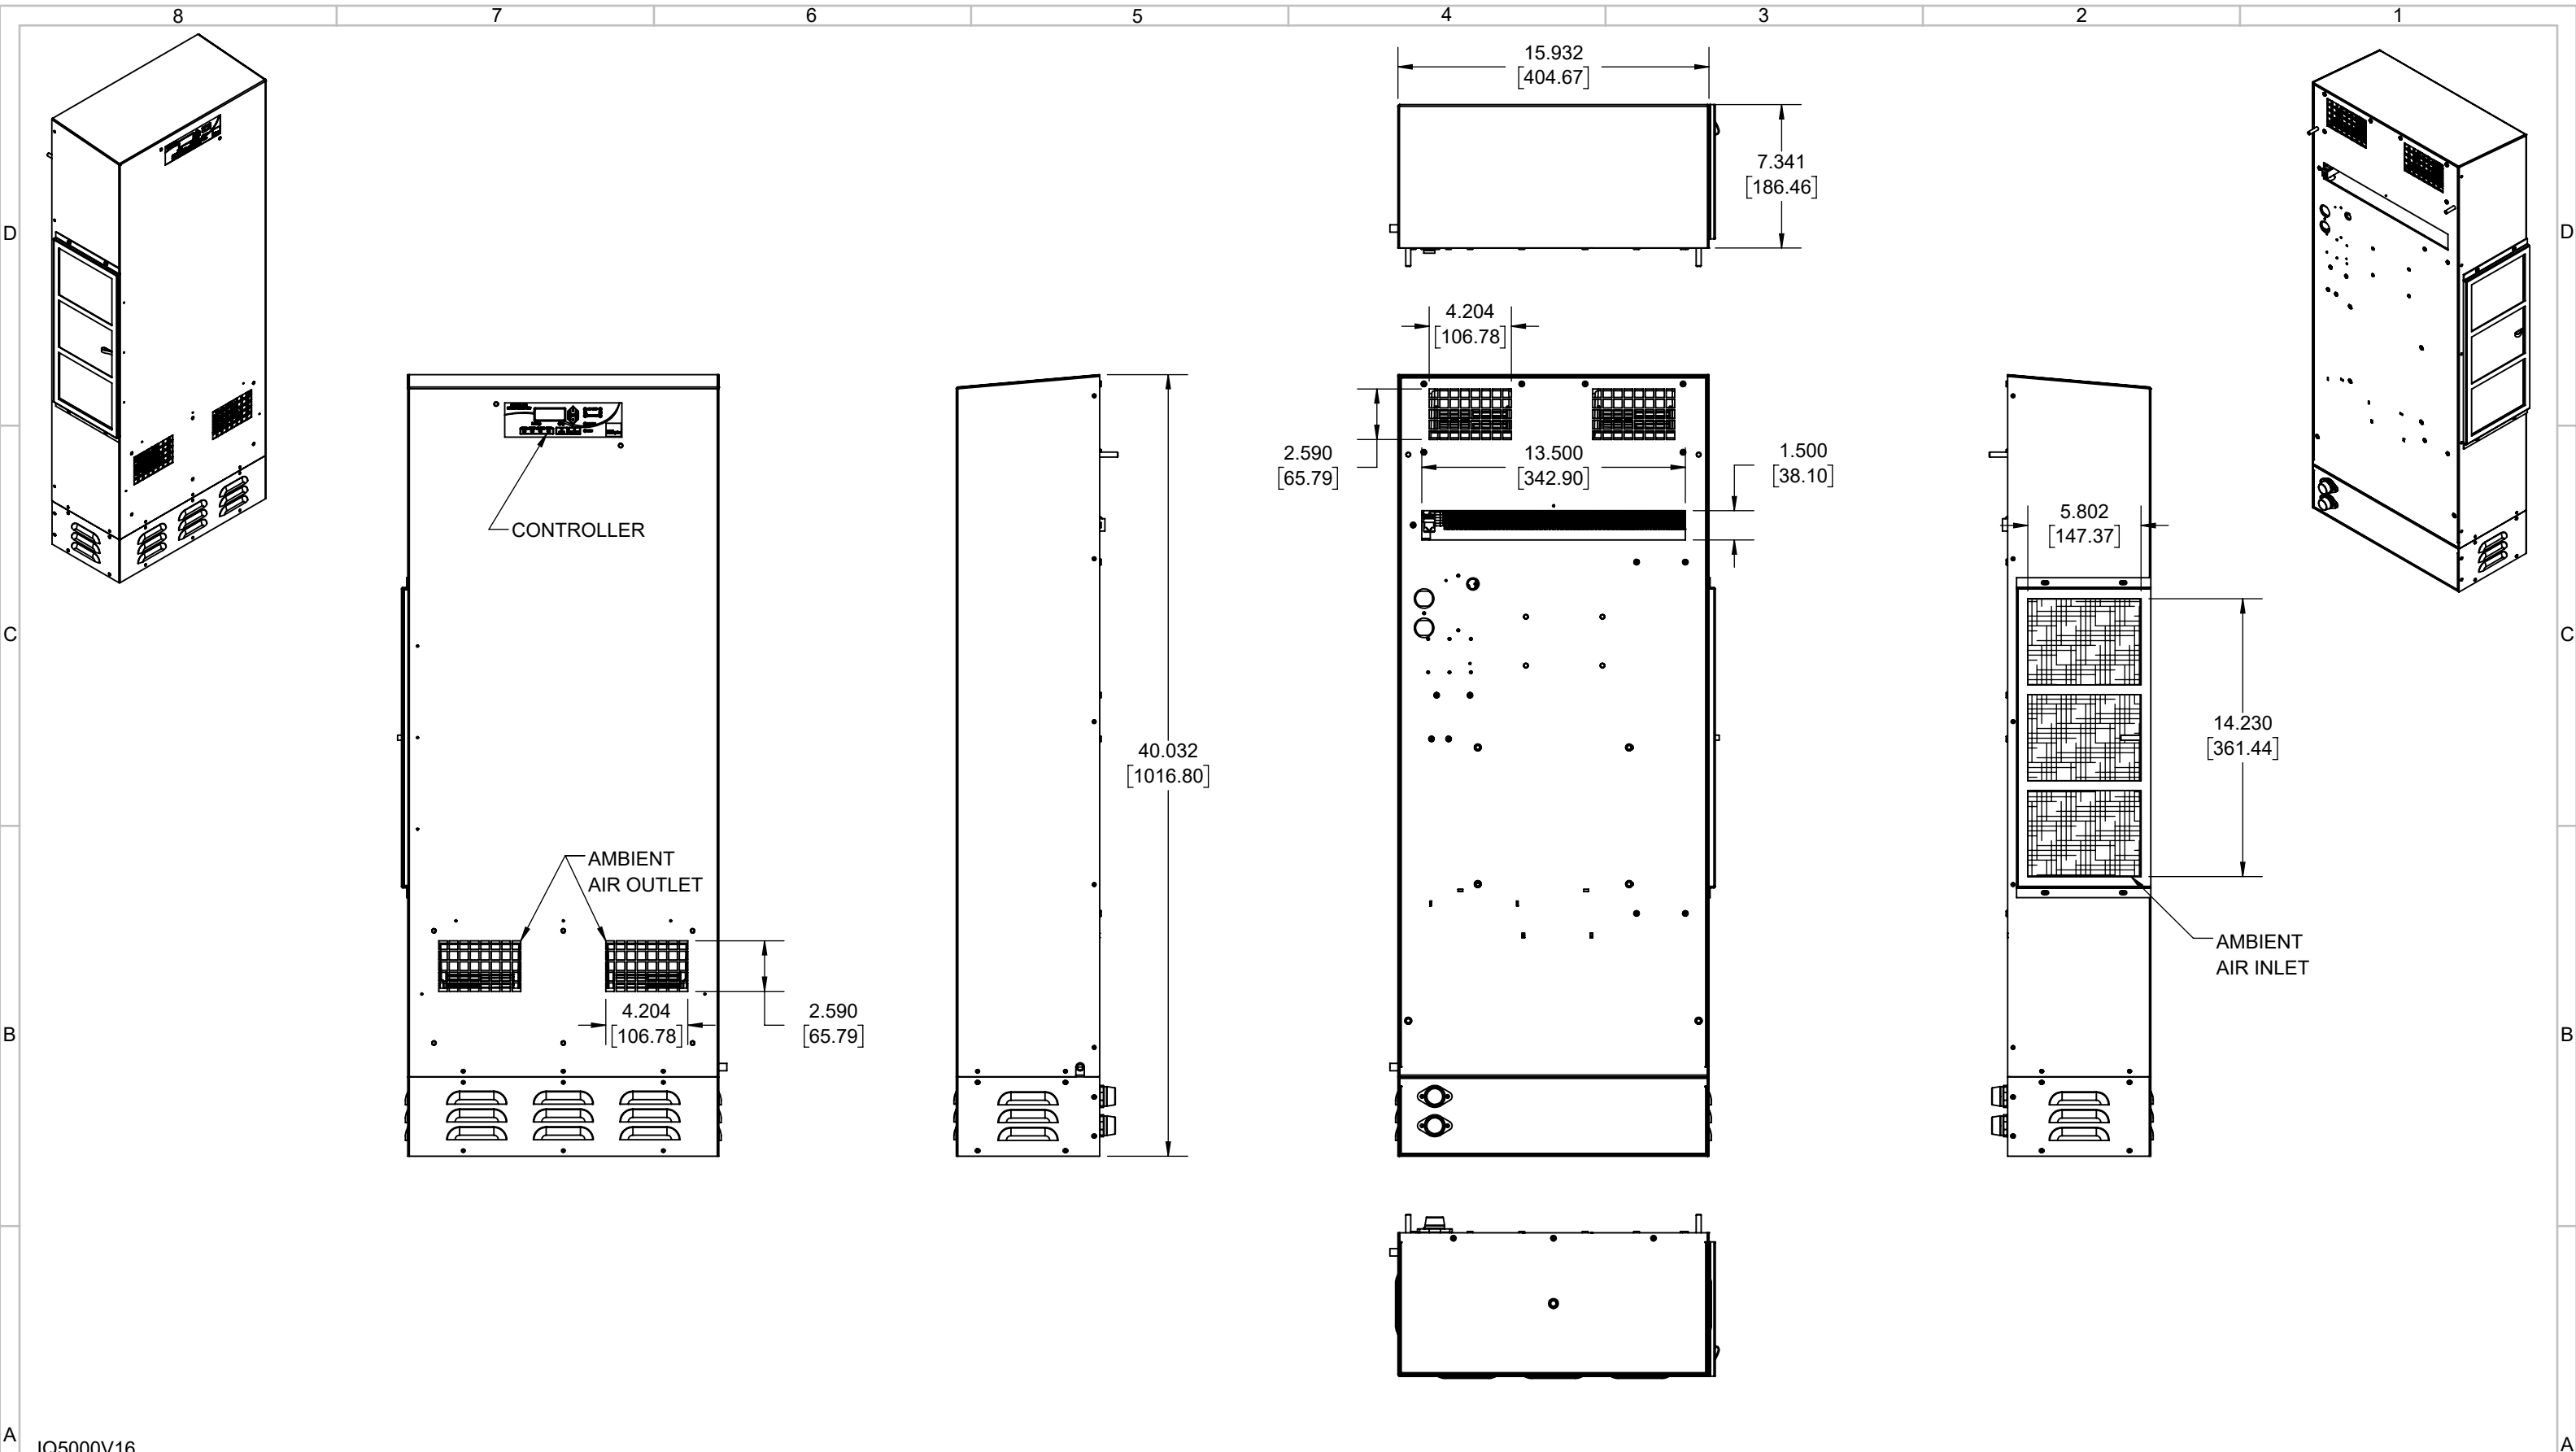 8 7 6 5 4 3 2 1
D
D
C
C
B
B
A
A
15.932
[404.67]
7.341
[186.46]
4.204
[106.78]
2.590
[65.79]
13.500
[342.90]
1.500
[38.10]
CONTROLLER
5.802
[147.37]
40.032
[1016.80]
14.230
[361.44]
AMBIENT
AIR OUTLET
4.204
[106.78]
2.590
[65.79]
AMBIENT
AIR INLET
IQ5000V16